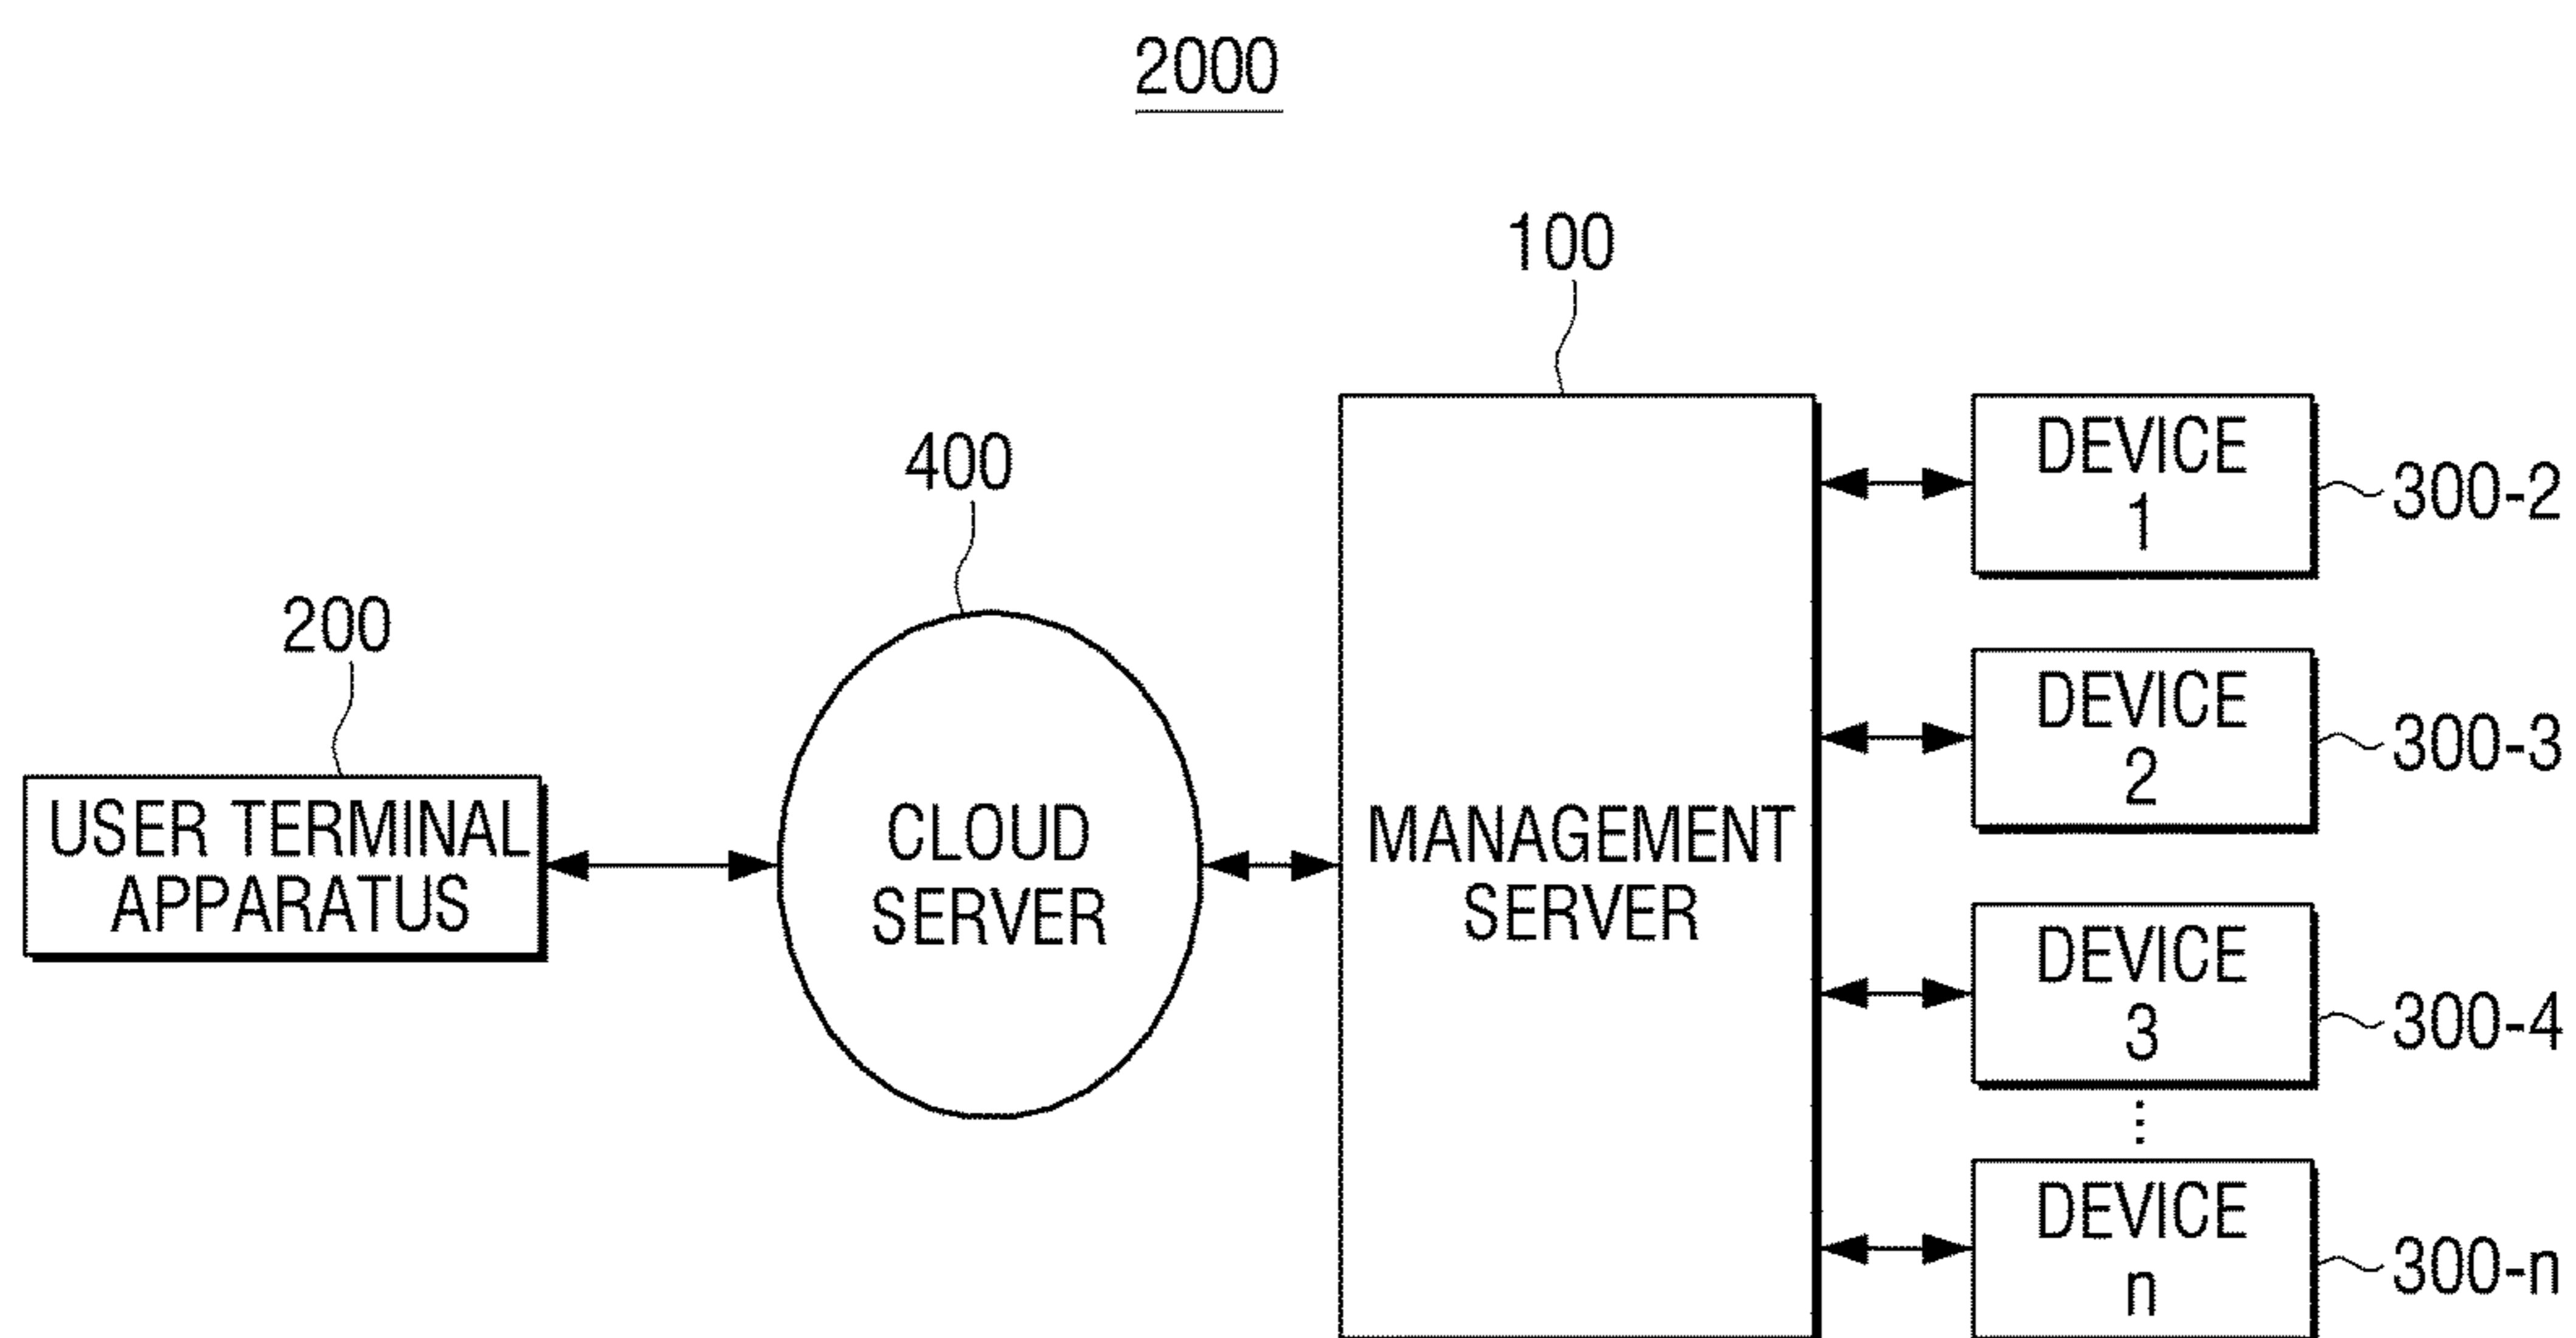 2000
100
400
200
USER TERMINAL
APPARATUS
CLOUD
SERVER
MANAGEMENT
SERVER
DEVICE
1
300-2
DEVICE
2
300-3
DEVICE
3
300-4
DEVICE
n
300-n